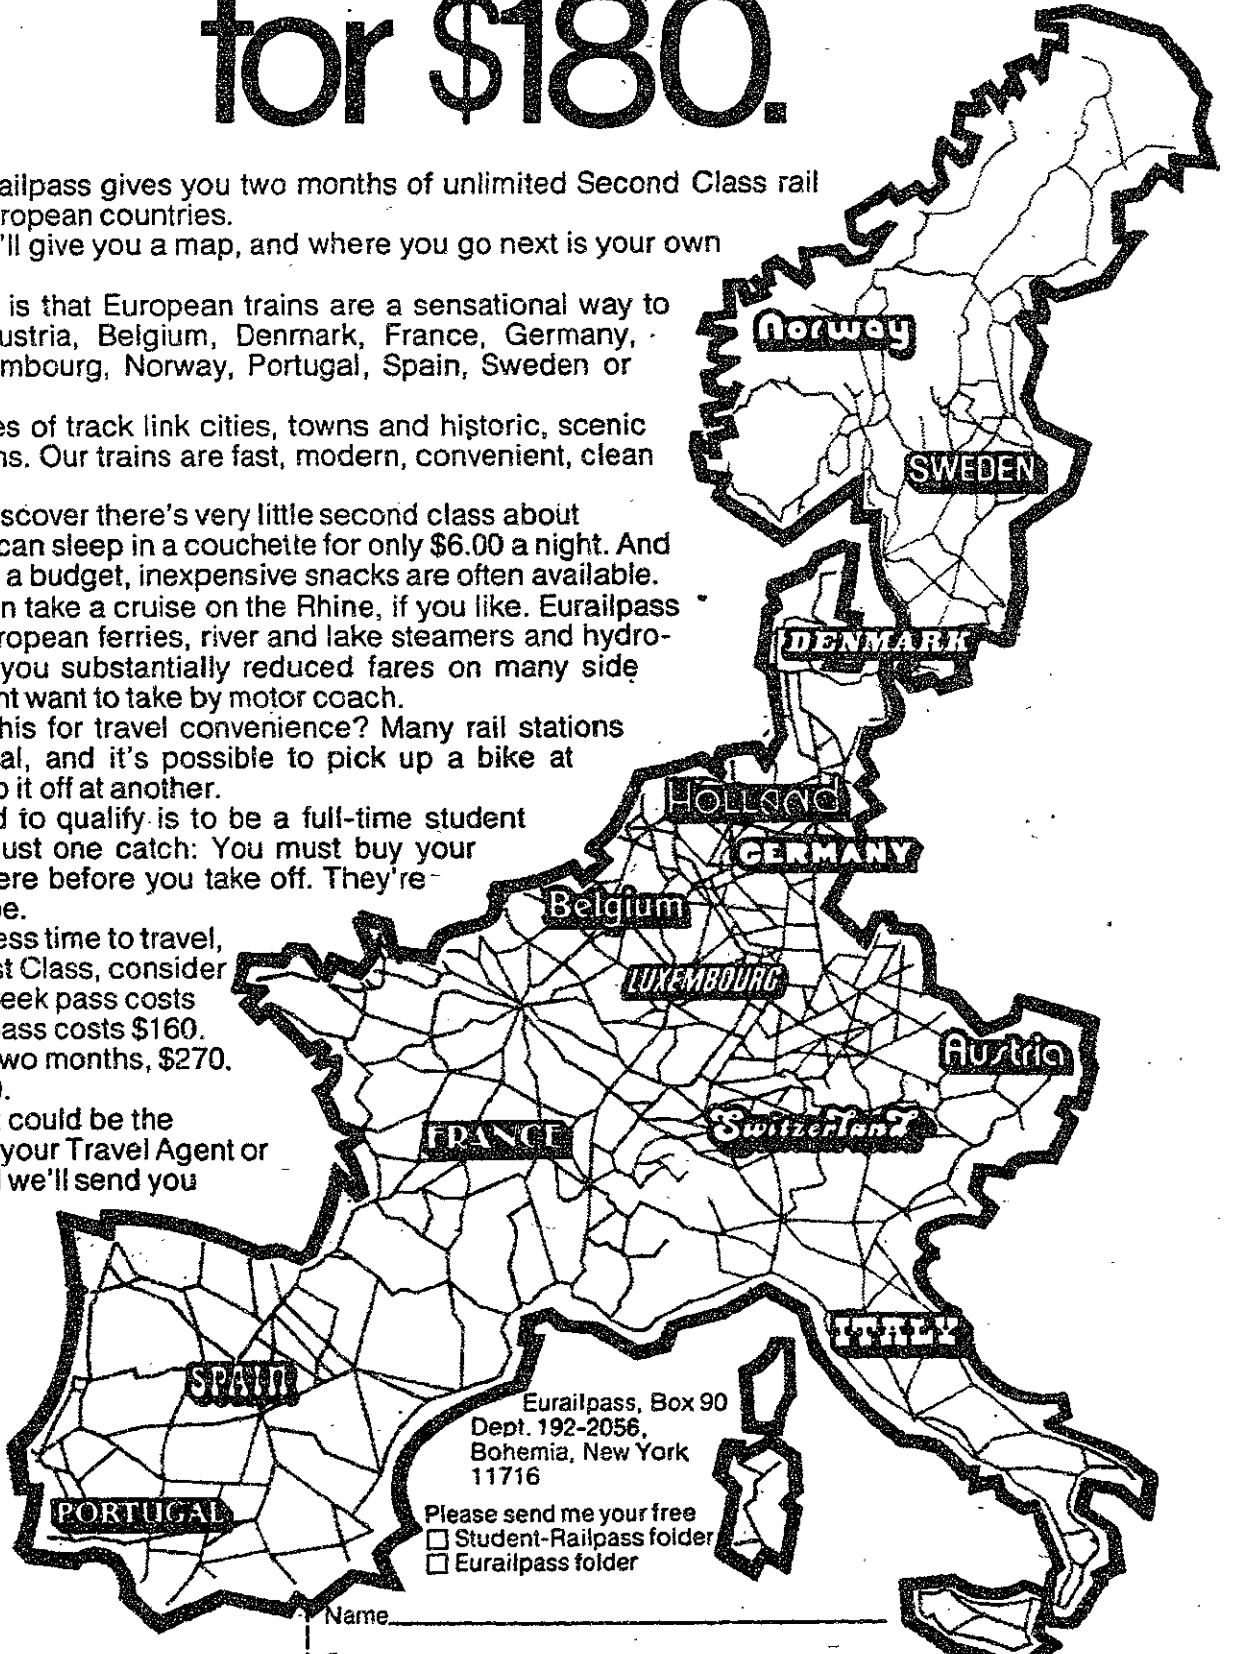 for $180.
ailpass gives you two months of unlimited Second Class rail
ropean countries.
'll give you a map, and where you go next is your own
is that European trains are a sensational way to
ustria, Belgium, Denmark, France, Germany,
mbourg, Norway, Portugal, Spain, Sweden or
es of track link cities, towns and historic, scenic
ns. Our trains are fast, modern, convenient, clean
scover there's very little second class about
can sleep in a couchette for only $6.00 a night. And
a budget, inexpensive snacks are often available.
n take a cruise on the Rhine, if you like. Eurailpass
ropean ferries, river and lake steamers and hydro-
you substantially reduced fares on many side
nt want to take by motor coach.
his for travel convenience? Many rail stations
al, and it's possible to pick up a bike at
p it off at another.
d to qualify is to be a full-time student
ust one catch: You must buy your
ere before you take off. They're
pe.
ess time to travel,
st Class, consider
eek pass costs
pass costs $160.
two months, $270.
could be the
your Travel Agent or
we'll send you
Norway
SWEDEN
DENMARK
HOLLAND
GERMANY
Belgium
LUXEMBOURG
Austria
FRANCE
SwitzerlanD
ITALY
SPAIN
PORTUGAL
Eurailpass, Box 90
Dept. 192-2056,
Bohemia, New York
11716
Please send me your free
☐ Student-Railpass folder
☐ Eurailpass folder
Name